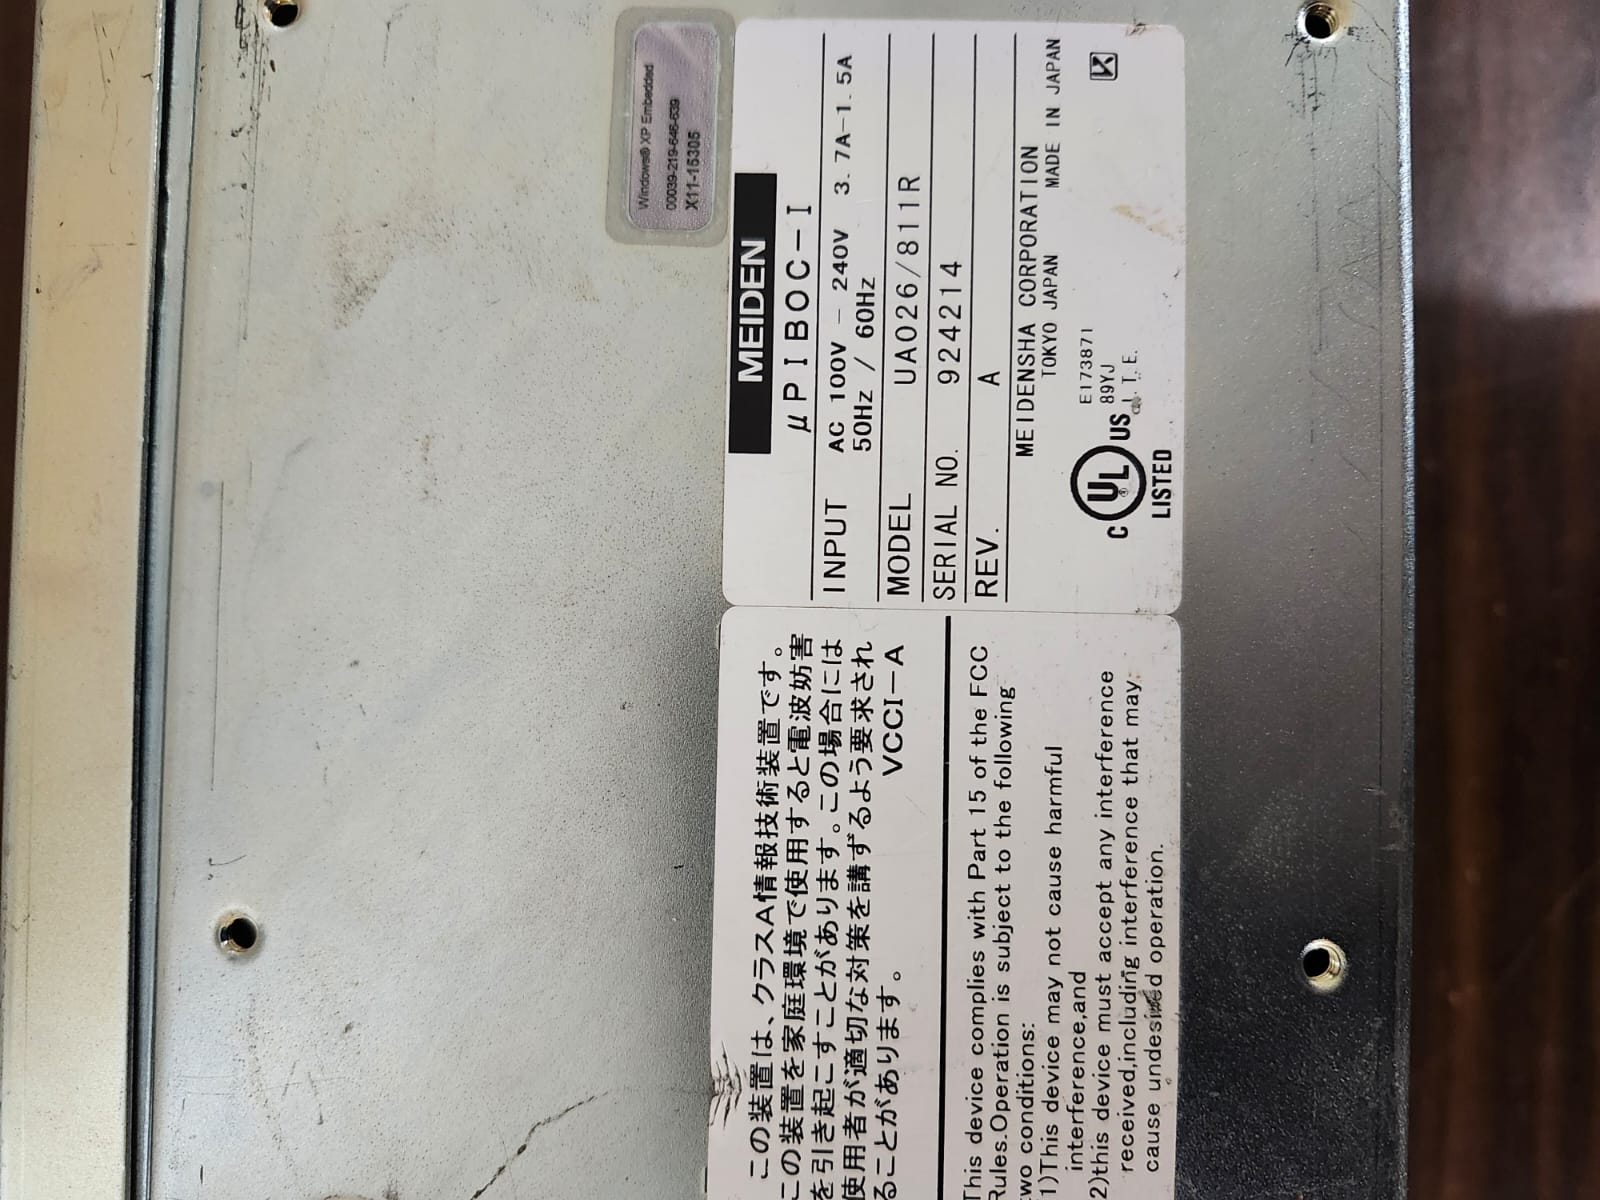 Windows® XP Embedded
00039-219-646-639
X11-15305
MEIDEN
μPIBOC-I
INPUT AC 100V - 240V 3.7A-1.5A
50Hz / 60Hz
MODEL UA026/811R
SERIAL NO. 924214
REV. A
MEIDENSHA CORPORATION
TOKYO JAPAN MADE IN JAPAN
E173871
89YJ
I.T.E.
C UL® US
LISTED
この装置は、クラスA情報技術装置です。
この装置を家庭環境で使用すると電波妨害
を引き起こすことがあります。この場合には
使用者が適切な対策を講ずるよう要求され
ることがあります。 VCCI-A
This device complies with Part 15 of the FCC
Rules.Operation is subject to the following
two conditions:
1)This device may not cause harmful
interference,and
2)this device must accept any interference
received,including interference that may
cause undesired operation.